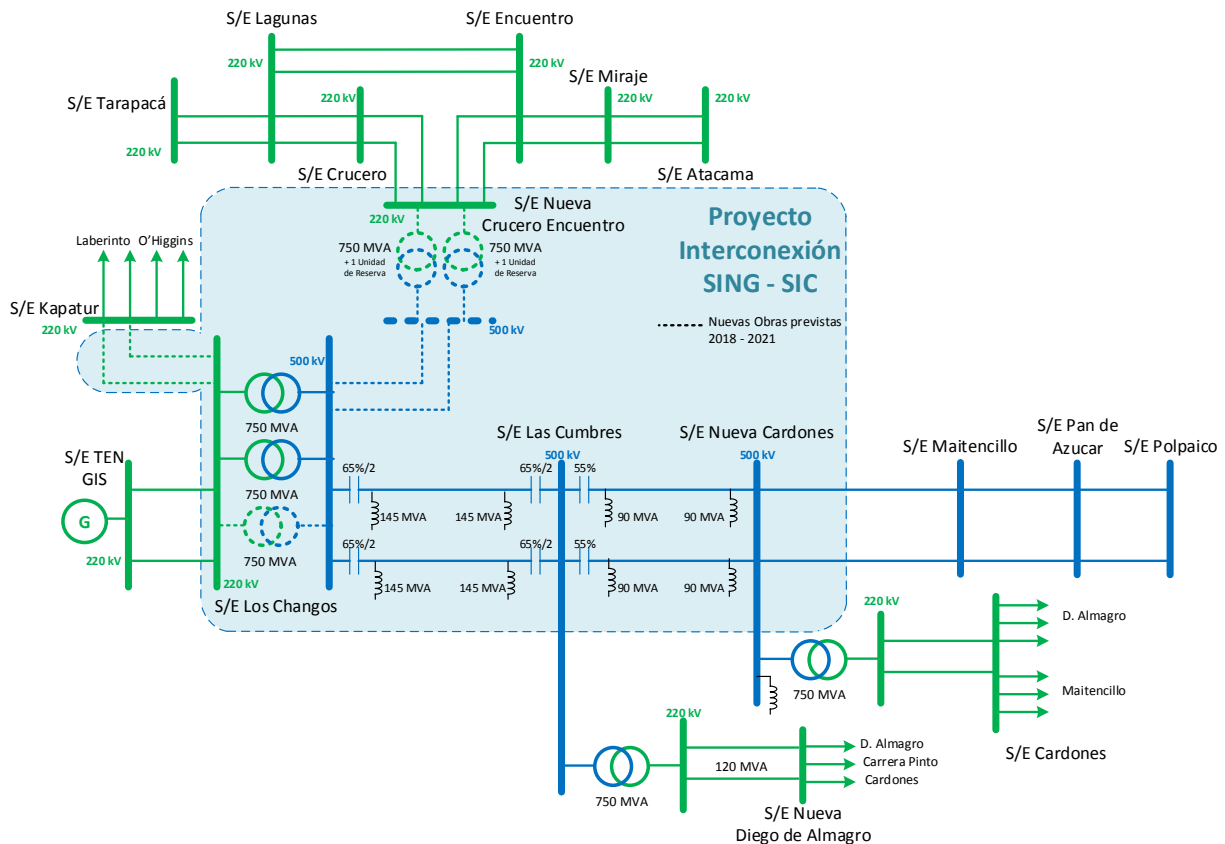 S/E Lagunas
S/E Encuentro
220 kV
220 kV
S/E Miraje
S/E Tarapacá
220 kV
220 kV
220 kV
220 kV
S/E Crucero
S/E Atacama
220 kV
S/E Nueva
Crucero Encuentro
Proyecto
Interconexión
SING - SIC
750 MVA
+ 1 Unidad
de Reserva
750 MVA
+ 1 Unidad
de Reserva
Laberinto
O'Higgins
S/E Kapatur
220 kV
500 kV
Nuevas Obras previstas
2018 - 2021
500 kV
750 MVA
S/E Las Cumbres
S/E Nueva Cardones
S/E Maitencillo
S/E Pan de
Azucar
S/E Polpaico
500 kV
500 kV
S/E TEN
GIS
G
220 kV
750 MVA
750 MVA
65%/2
65%/2
55%
145 MVA
145 MVA
90 MVA
90 MVA
65%/2
65%/2
55%
145 MVA
145 MVA
90 MVA
90 MVA
220 kV
S/E Los Changos
220 kV
D. Almagro
Maitencillo
750 MVA
S/E Cardones
220 kV
D. Almagro
Carrera Pinto
Cardones
120 MVA
750 MVA
S/E Nueva
Diego de Almagro